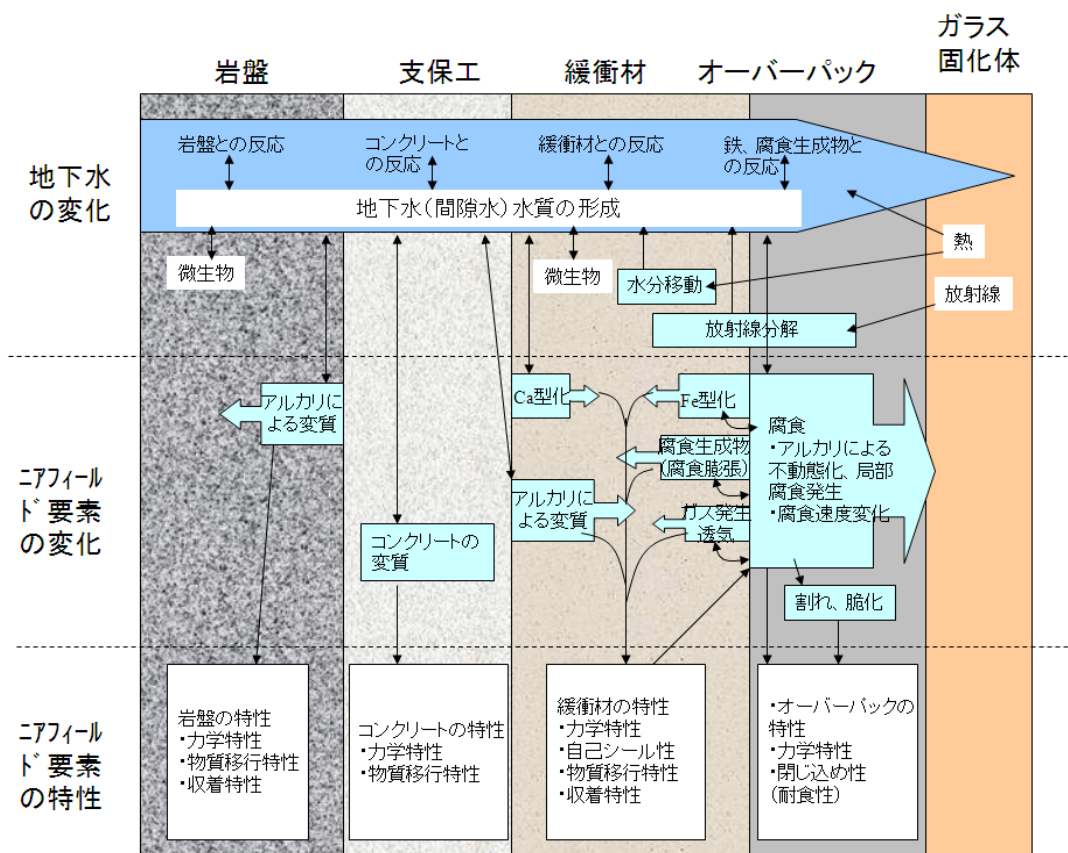 岩盤
支保工
緩衝材
オーバーパック
ガラス
固化体
地下水
の変化
岩盤との反応
コンクリートと
の反応
緩衝材との反応
鉄、腐食生成物と
の反応
地下水(間隙水)水質の形成
微生物
微生物
水分移動
熱
放射線
放射線分解
ニアフィール
ド要素
の変化
アルカリに
よる変質
コンクリートの
変質
Ca型化
アルカリに
よる変質
Fe型化
腐食生成物
(腐食膨張)
ガス発生
透気
腐食
・アルカリによる
不動態化、局部
腐食発生
・腐食速度変化
割れ、脆化
ニアフィール
ド要素
の特性
岩盤の特性
・力学特性
・物質移行特性
・収着特性
コンクリートの特性
・力学特性
・物質移行特性
緩衝材の特性
・力学特性
・自己シール性
・物質移行特性
・収着特性
・オーバーパックの
特性
・力学特性
・閉じ込め性
(耐食性)